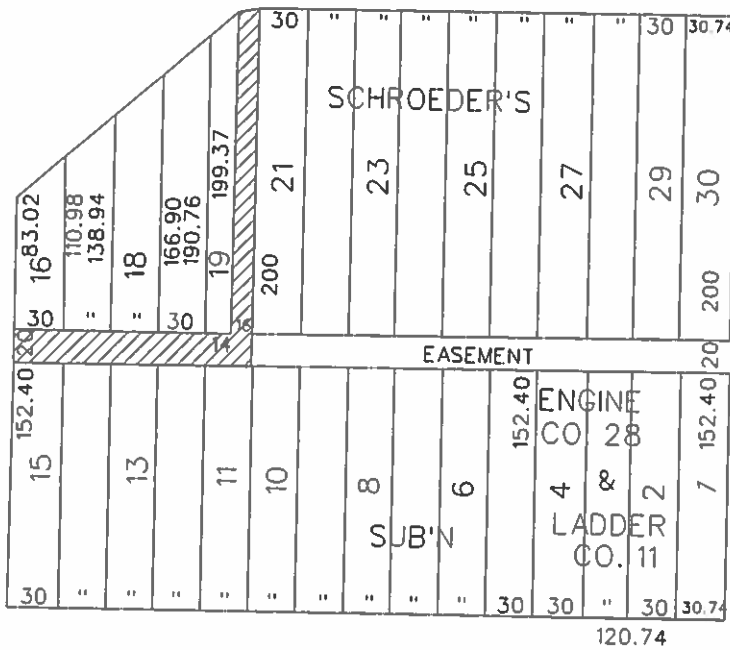 30 " " " " " " " 30 30.74
SCHROEDER'S
16 83.02 110.98 138.94 18 166.90 190.76 19 199.37 21 23 25 27 29 30
200 200
30 " " 30 16
20 14 EASEMENT 20
152.40 152.40 152.40
ENGINE
CO. 28
15 13 11 10 8 6 4 & 2 1
SUB'N LADDER
CO. 11
30 " " " " " " " " " 30 30 " 30 30.74
120.74